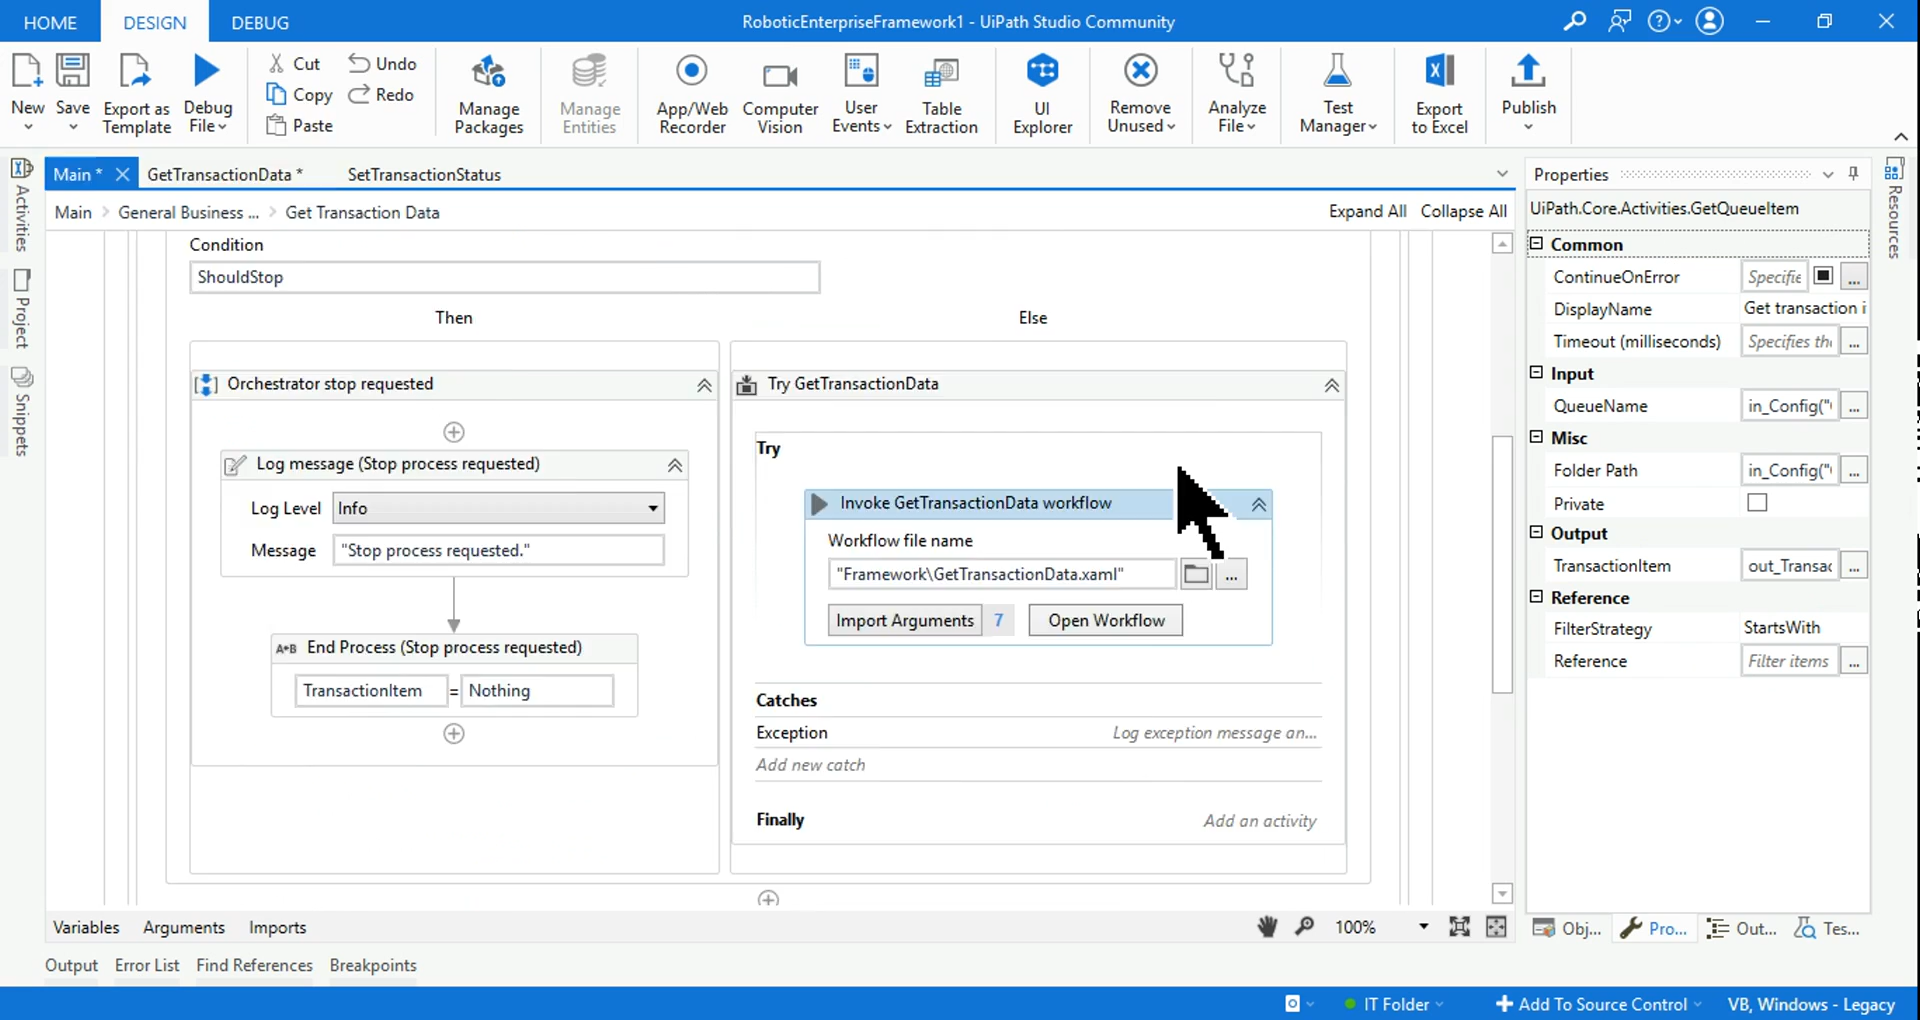 HOME DESIGN DEBUG RoboticEnterpriseFramework1 - UiPath Studio Community
New Save Export as Template Debug File Cut Copy Paste Undo Redo Manage Packages Manage Entities App/Web Recorder Computer Vision User Events Table Extraction UI Explorer Remove Unused Analyze File Test Manager Export to Excel Publish
Activities
Project
Snippets
Main * GetTransactionData * SetTransactionStatus
Main > General Business ... > Get Transaction Data Expand All Collapse All
Condition
ShouldStop
Then Else
Orchestrator stop requested
Log message (Stop process requested)
Log Level Info
Message "Stop process requested."
End Process (Stop process requested)
TransactionItem = Nothing
Try GetTransactionData
Try
Invoke GetTransactionData workflow
Workflow file name
"Framework\GetTransactionData.xaml" ...
Import Arguments 7 Open Workflow
Catches
Exception Log exception message an...
Add new catch
Finally Add an activity
Properties
UiPath.Core.Activities.GetQueueItem
Common
ContinueOnError Specifie ...
DisplayName Get transaction i
Timeout (milliseconds) Specifies the ...
Input
QueueName in_Config(" ...
Misc
Folder Path in_Config(" ...
Private
Output
TransactionItem out_Transac ...
Reference
FilterStrategy StartsWith
Reference Filter items ...
Resources
Variables Arguments Imports 100%
Obj... Pro... Out... Tes...
Output Error List Find References Breakpoints
IT Folder Add To Source Control VB, Windows - Legacy